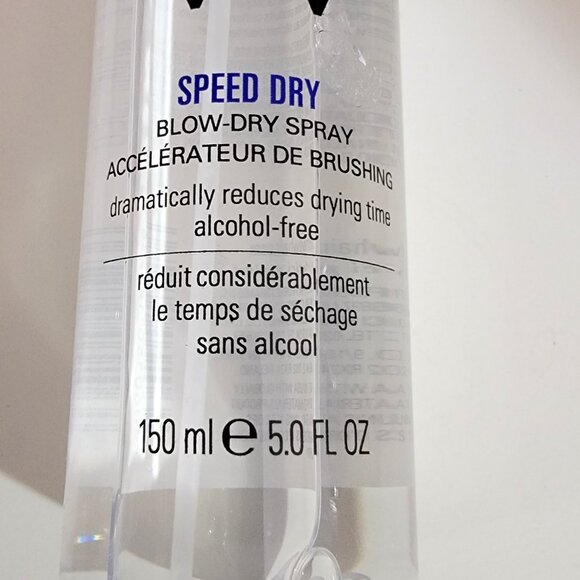 SPEED DRY
BLOW-DRY SPRAY
ACCÉLÉRATEUR DE BRUSHING
dramatically reduces drying time
alcohol-free
réduit considérablement
le temps de séchage
sans alcool
150 ml e 5.0 FL OZ